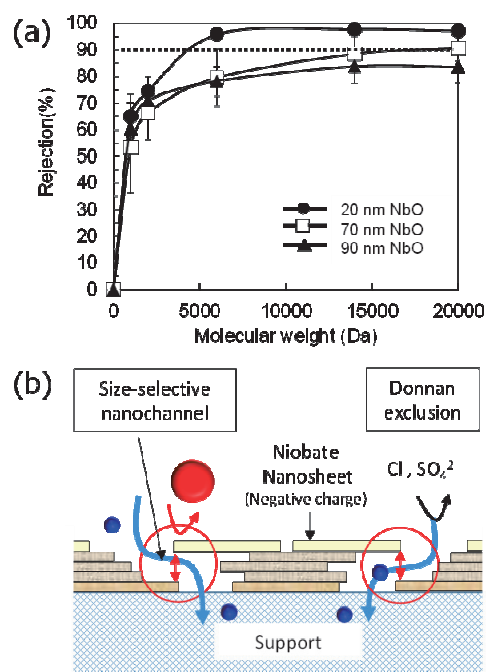 (a)
100
90
80
70
60
50
40
30
20
10
0
Rejection(%)
20 nm NbO
70 nm NbO
90 nm NbO
0 5000 10000 15000 20000
Molecular weight (Da)
(b)
Size-selective
nanochannel
Donnan
exclusion
Niobate
Nanosheet
(Negative charge)
Cl , SO₄²
Support